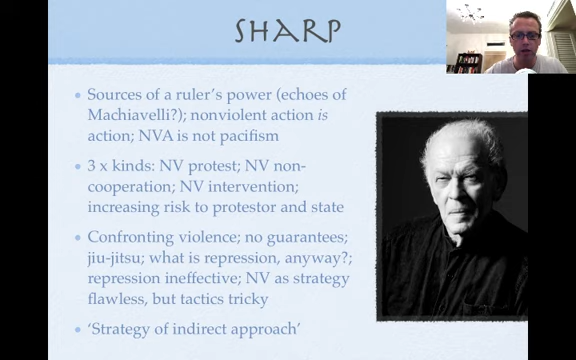 SHARP
• Sources of a ruler's power (echoes of
Machiavelli?); nonviolent action is
action; NVA is not pacifism
• 3 x kinds: NV protest; NV non-
cooperation; NV intervention;
increasing risk to protestor and state
• Confronting violence; no guarantees;
jiu-jitsu; what is repression, anyway?;
repression ineffective; NV as strategy
flawless, but tactics tricky
• 'Strategy of indirect approach'